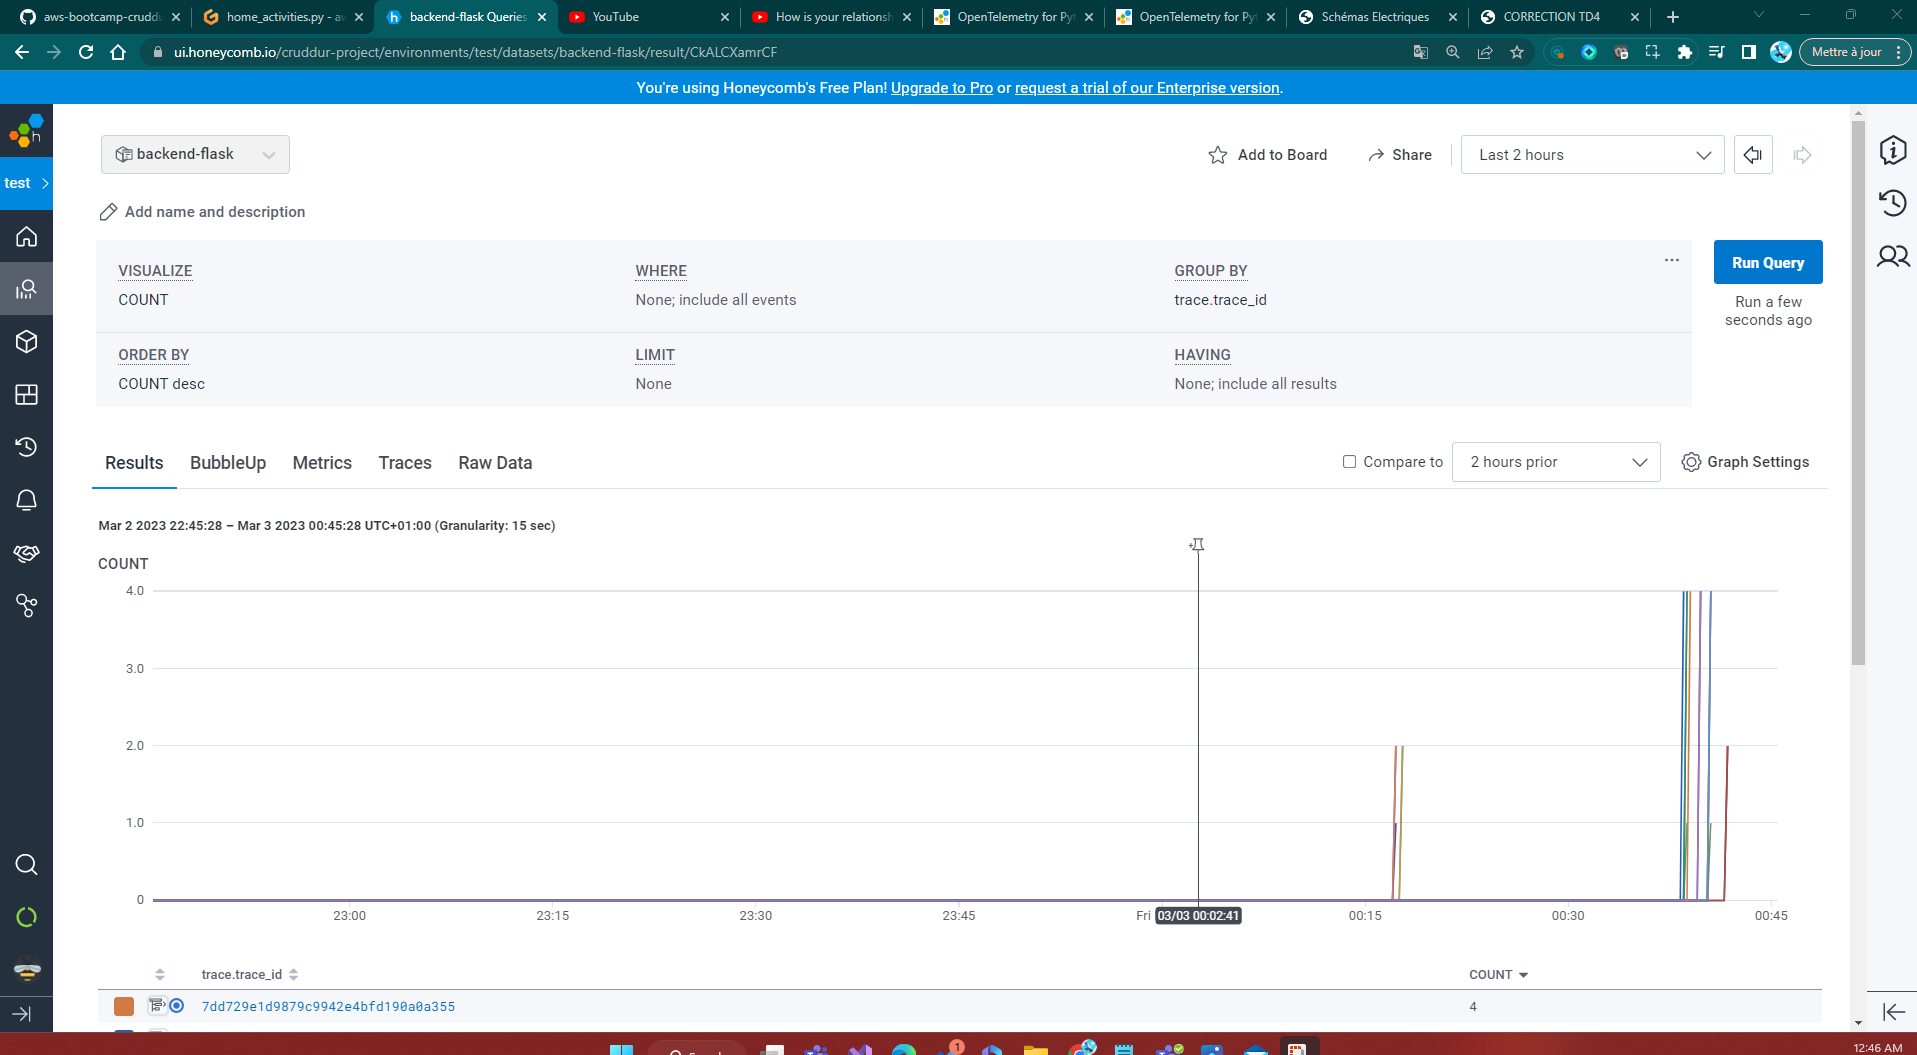 aws-bootcamp-cruddu
home_activities.py - aw
backend-flask Queries
YouTube
How is your relationsh
OpenTelemetry for Pyt
OpenTelemetry for Pyt
Schémas Electriques
CORRECTION TD4
ui.honeycomb.io/cruddur-project/environments/test/datasets/backend-flask/result/CkALCXamrCF
Mettre à jour
You're using Honeycomb's Free Plan! Upgrade to Pro or request a trial of our Enterprise version.
h
test
backend-flask
Add to Board
Share
Last 2 hours
Add name and description
VISUALIZE
COUNT
WHERE
None; include all events
GROUP BY
trace.trace_id
ORDER BY
COUNT desc
LIMIT
None
HAVING
None; include all results
Run Query
Run a few
seconds ago
Results BubbleUp Metrics Traces Raw Data
Compare to
2 hours prior
Graph Settings
Mar 2 2023 22:45:28 – Mar 3 2023 00:45:28 UTC+01:00 (Granularity: 15 sec)
COUNT
4.0
3.0
2.0
1.0
0
23:00 23:15 23:30 23:45 Fri 03/03 00:02:41 00:15 00:30 00:45
trace.trace_id COUNT
7dd729e1d9879c9942e4bfd190a0a355 4
1
12:46 AM